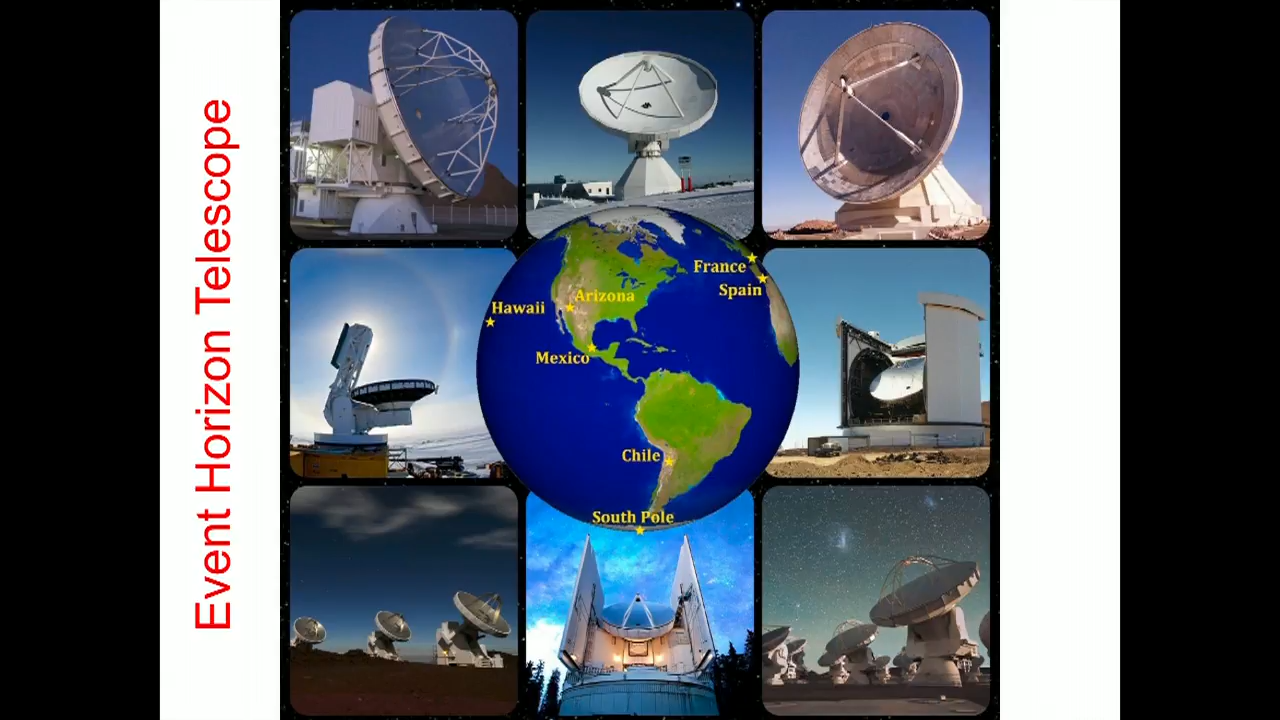 Event Horizon Telescope
France
Spain
Arizona
Hawaii
Mexico
Chile
South Pole